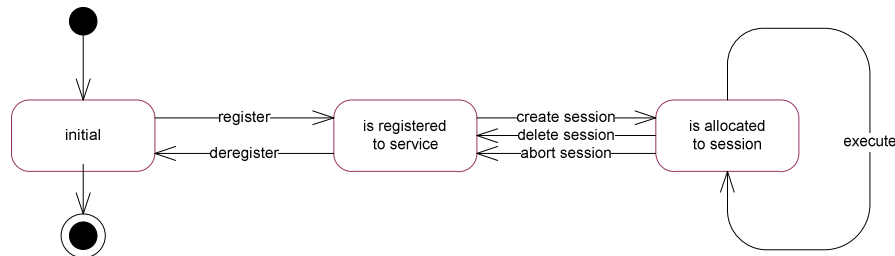 initial
register
deregister
is registered
to service
create session
delete session
abort session
is allocated
to session
execute